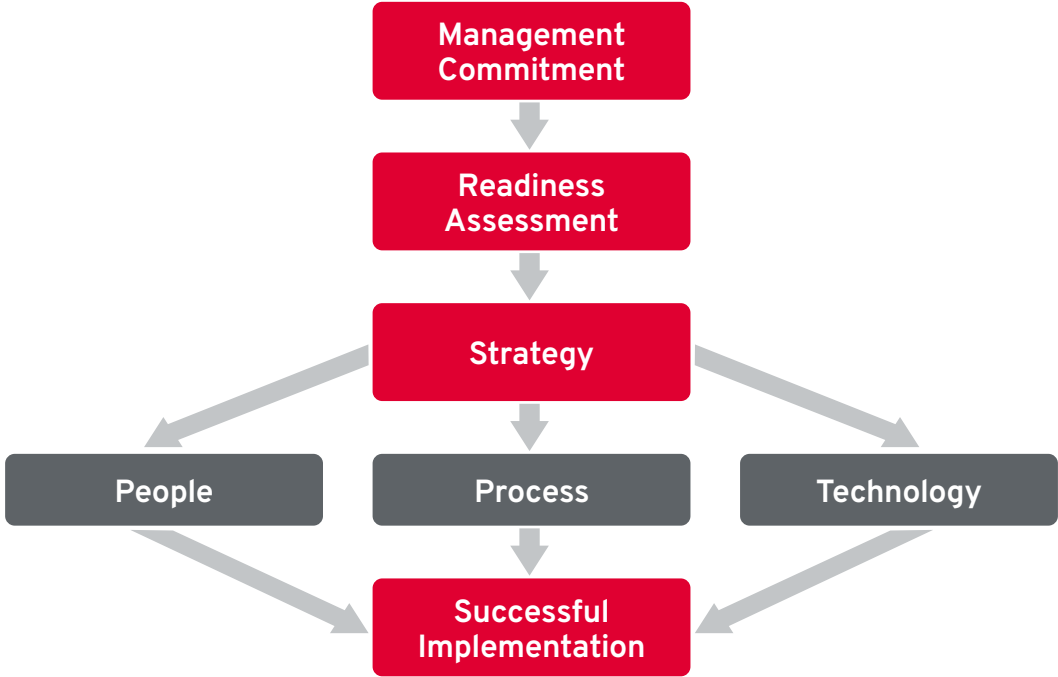 Management
Commitment
Readiness
Assessment
Strategy
People
Process
Technology
Successful
Implementation